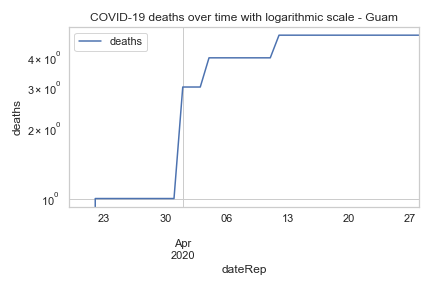 COVID-19 deaths over time with logarithmic scale - Guam
deaths
4 × 10⁰
3 × 10⁰
2 × 10⁰
10⁰
deaths
23 30 06 13 20 27
Apr
2020
dateRep